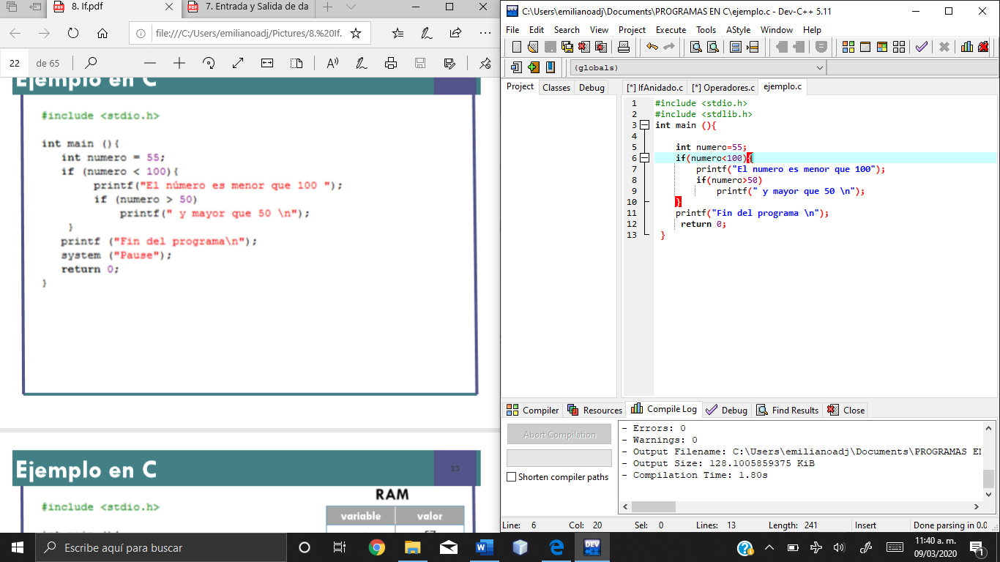 8. If.pdf
7. Entrada y Salida de da
file:///C:/Users/emilianoadj/Pictures/8.%20If.
22 de 65
Ejemplo en C
#include <stdio.h>
int main (){
int numero = 55;
if (numero < 100){
printf("El número es menor que 100 ");
if (numero > 50)
printf(" y mayor que 50 \n");
}
printf ("Fin del programa\n");
system ("Pause");
return 0;
}
Ejemplo en C
23
#include <stdio.h>
RAM
variable valor
C:\Users\emilianoadj\Documents\PROGRAMAS EN C\ejemplo.c - Dev-C++ 5.11
File Edit Search View Project Execute Tools AStyle Window Help
(globals)
Project Classes Debug
[*] IfAnidado.c [*] Operadores.c ejemplo.c
1 #include <stdio.h>
2 #include <stdlib.h>
3 int main (){
4
5 int numero=55;
6 if(numero<100){
7 printf("El numero es menor que 100");
8 if(numero>50)
9 printf(" y mayor que 50 \n");
10 }
11 printf("Fin del programa \n");
12 return 0;
13 }
Compiler Resources Compile Log Debug Find Results Close
Abort Compilation
Shorten compiler paths
- Errors: 0
- Warnings: 0
- Output Filename: C:\Users\emilianoadj\Documents\PROGRAMAS EN
- Output Size: 128.1005859375 KiB
- Compilation Time: 1.80s
Line: 6 Col: 20 Sel: 0 Lines: 13 Length: 241 Insert Done parsing in 0.0
DEV C++
Escribe aquí para buscar
11:40 a. m.
09/03/2020
1